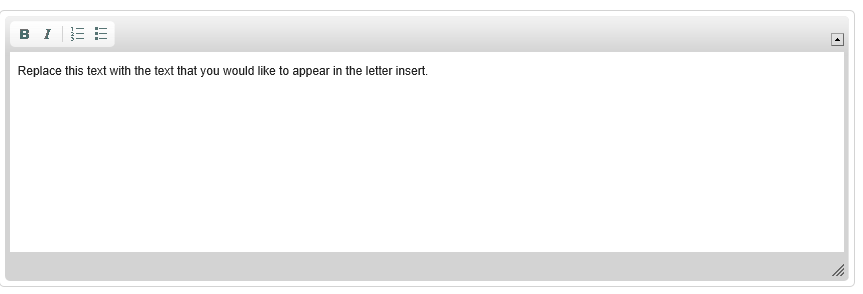 B I
Replace this text with the text that you would like to appear in the letter insert.